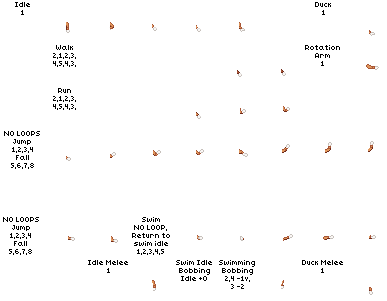 Idle
1
Duck
1
Walk
2,1,2,3,
4,5,4,3,
Rotation
Arm
1
Run
2,1,2,3,
4,5,4,3,
NO LOOPS
Jump
1,2,3,4
Fall
5,6,7,8
NO LOOPS
Jump
1,2,3,4
Fall
5,6,7,8
Swim
NO LOOP,
Return to
swim idle
1,2,3,4,5
Swim Idle
Bobbing
Idle +0
Swimming
Bobbing
2,4 -1v,
3 -2
Idle Melee
1
Duck Melee
1